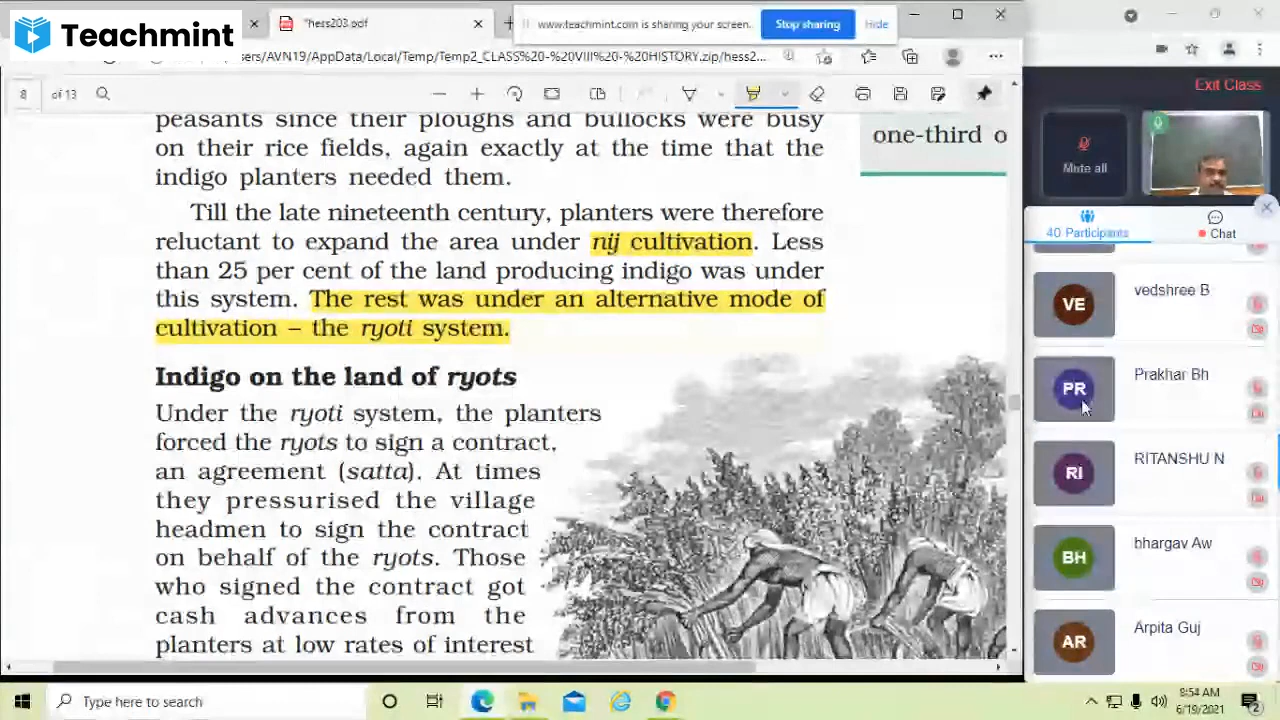 Teachmint
*hess203.pdf
www.teachmint.com is sharing your screen.
Stop sharing
Hide
sers/AVN19/AppData/Local/Temp/Temp2_CLASS%20-%20VIII%20-%20HISTORY.zip/hess2...
Exit Class
8 of 13
peasants since their ploughs and bullocks were busy
on their rice fields, again exactly at the time that the
indigo planters needed them.
Till the late nineteenth century, planters were therefore
reluctant to expand the area under nij cultivation. Less
than 25 per cent of the land producing indigo was under
this system. The rest was under an alternative mode of
cultivation – the ryoti system.
Indigo on the land of ryots
Under the ryoti system, the planters
forced the ryots to sign a contract,
an agreement (satta). At times
they pressurised the village
headmen to sign the contract
on behalf of the ryots. Those
who signed the contract got
cash advances from the
planters at low rates of interest
one-third o
Mute all
40 Participants
Chat
VE vedshree B
PR Prakhar Bh
RI RITANSHU N
BH bhargav Aw
AR Arpita Guj
Type here to search
8:54 AM
6/19/2021
2